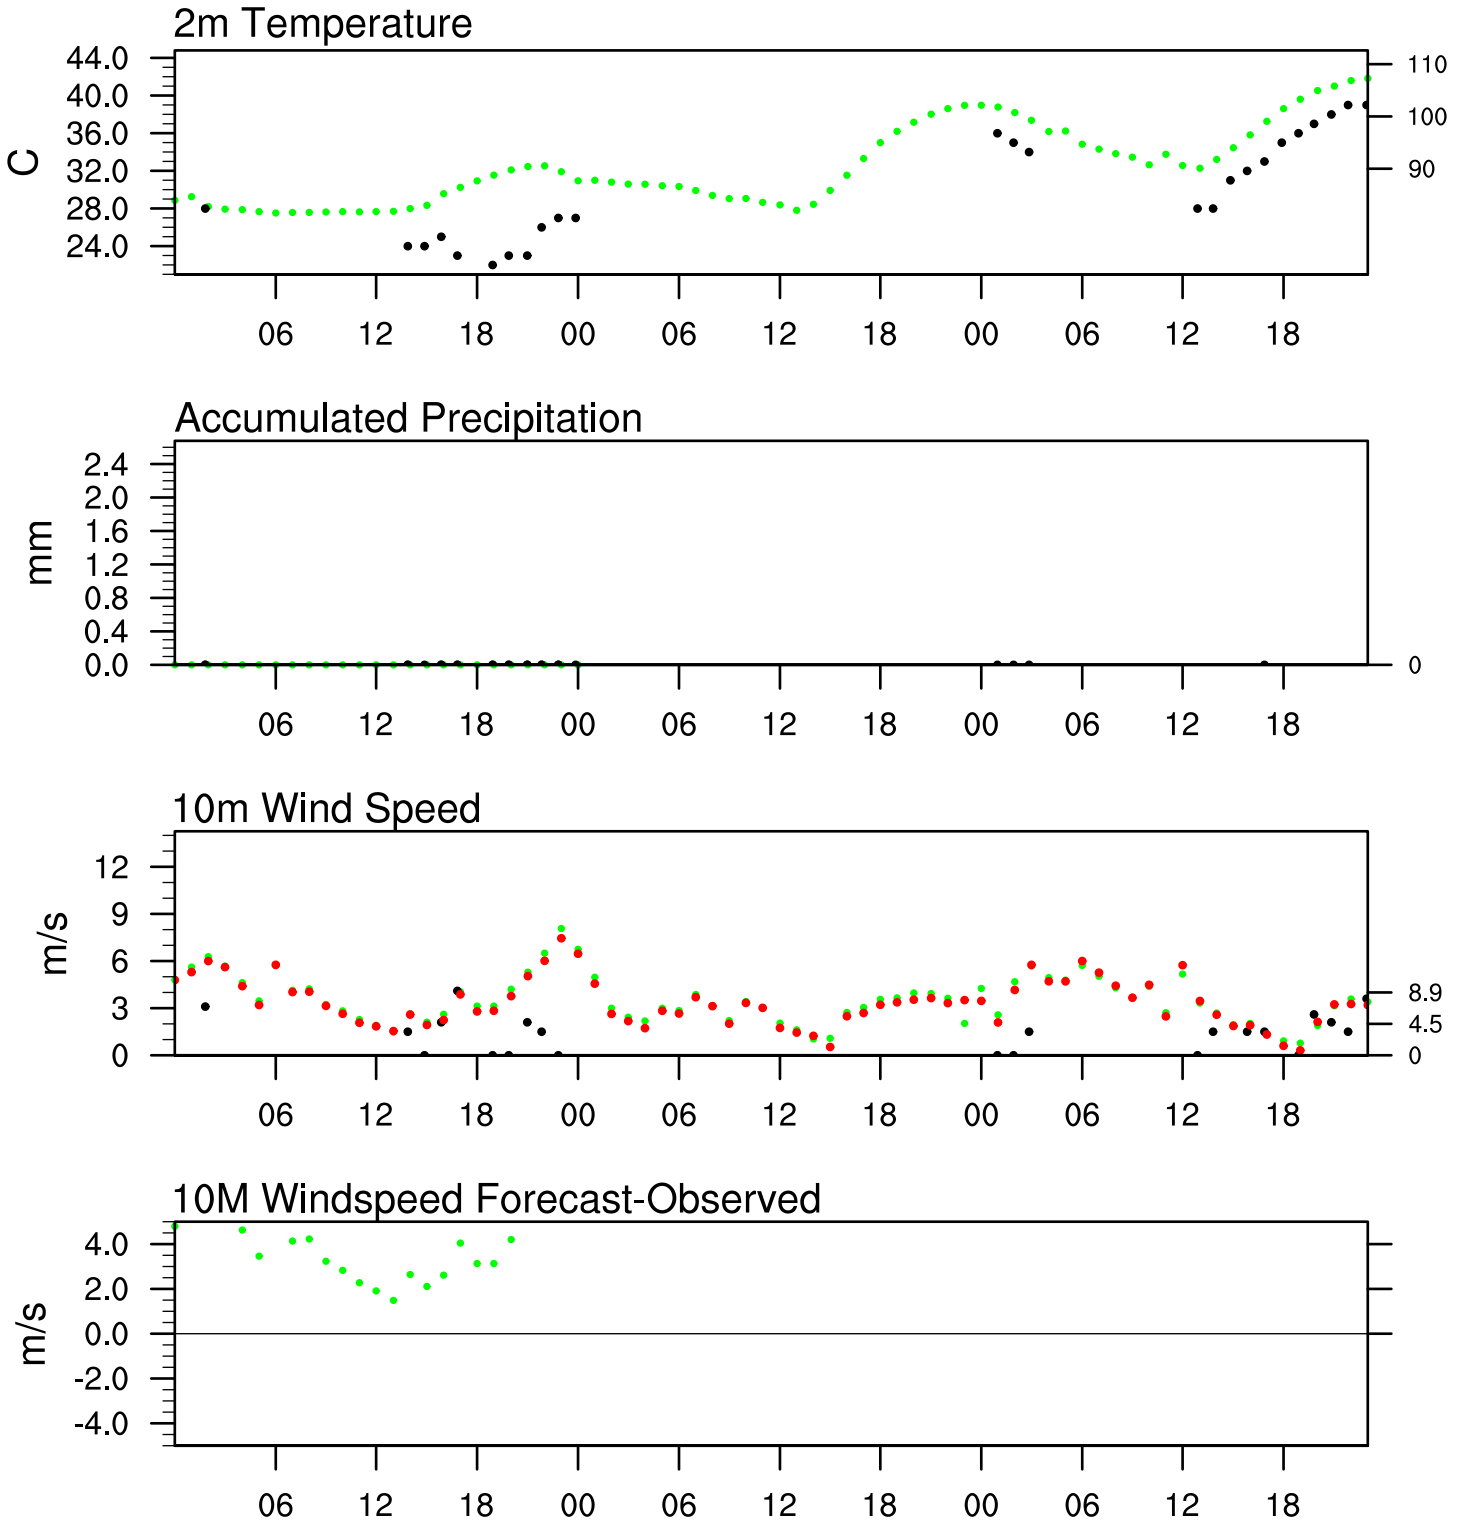 2m Temperature
44.0
40.0
36.0
32.0
28.0
24.0
C
110
100
90
06 12 18 00 06 12 18 00 06 12 18
Accumulated Precipitation
2.4
2.0
1.6
1.2
0.8
0.4
0.0
mm
0
06 12 18 00 06 12 18 00 06 12 18
10m Wind Speed
12
9
6
3
0
m/s
8.9
4.5
0
06 12 18 00 06 12 18 00 06 12 18
10M Windspeed Forecast-Observed
4.0
2.0
0.0
-2.0
-4.0
m/s
06 12 18 00 06 12 18 00 06 12 18